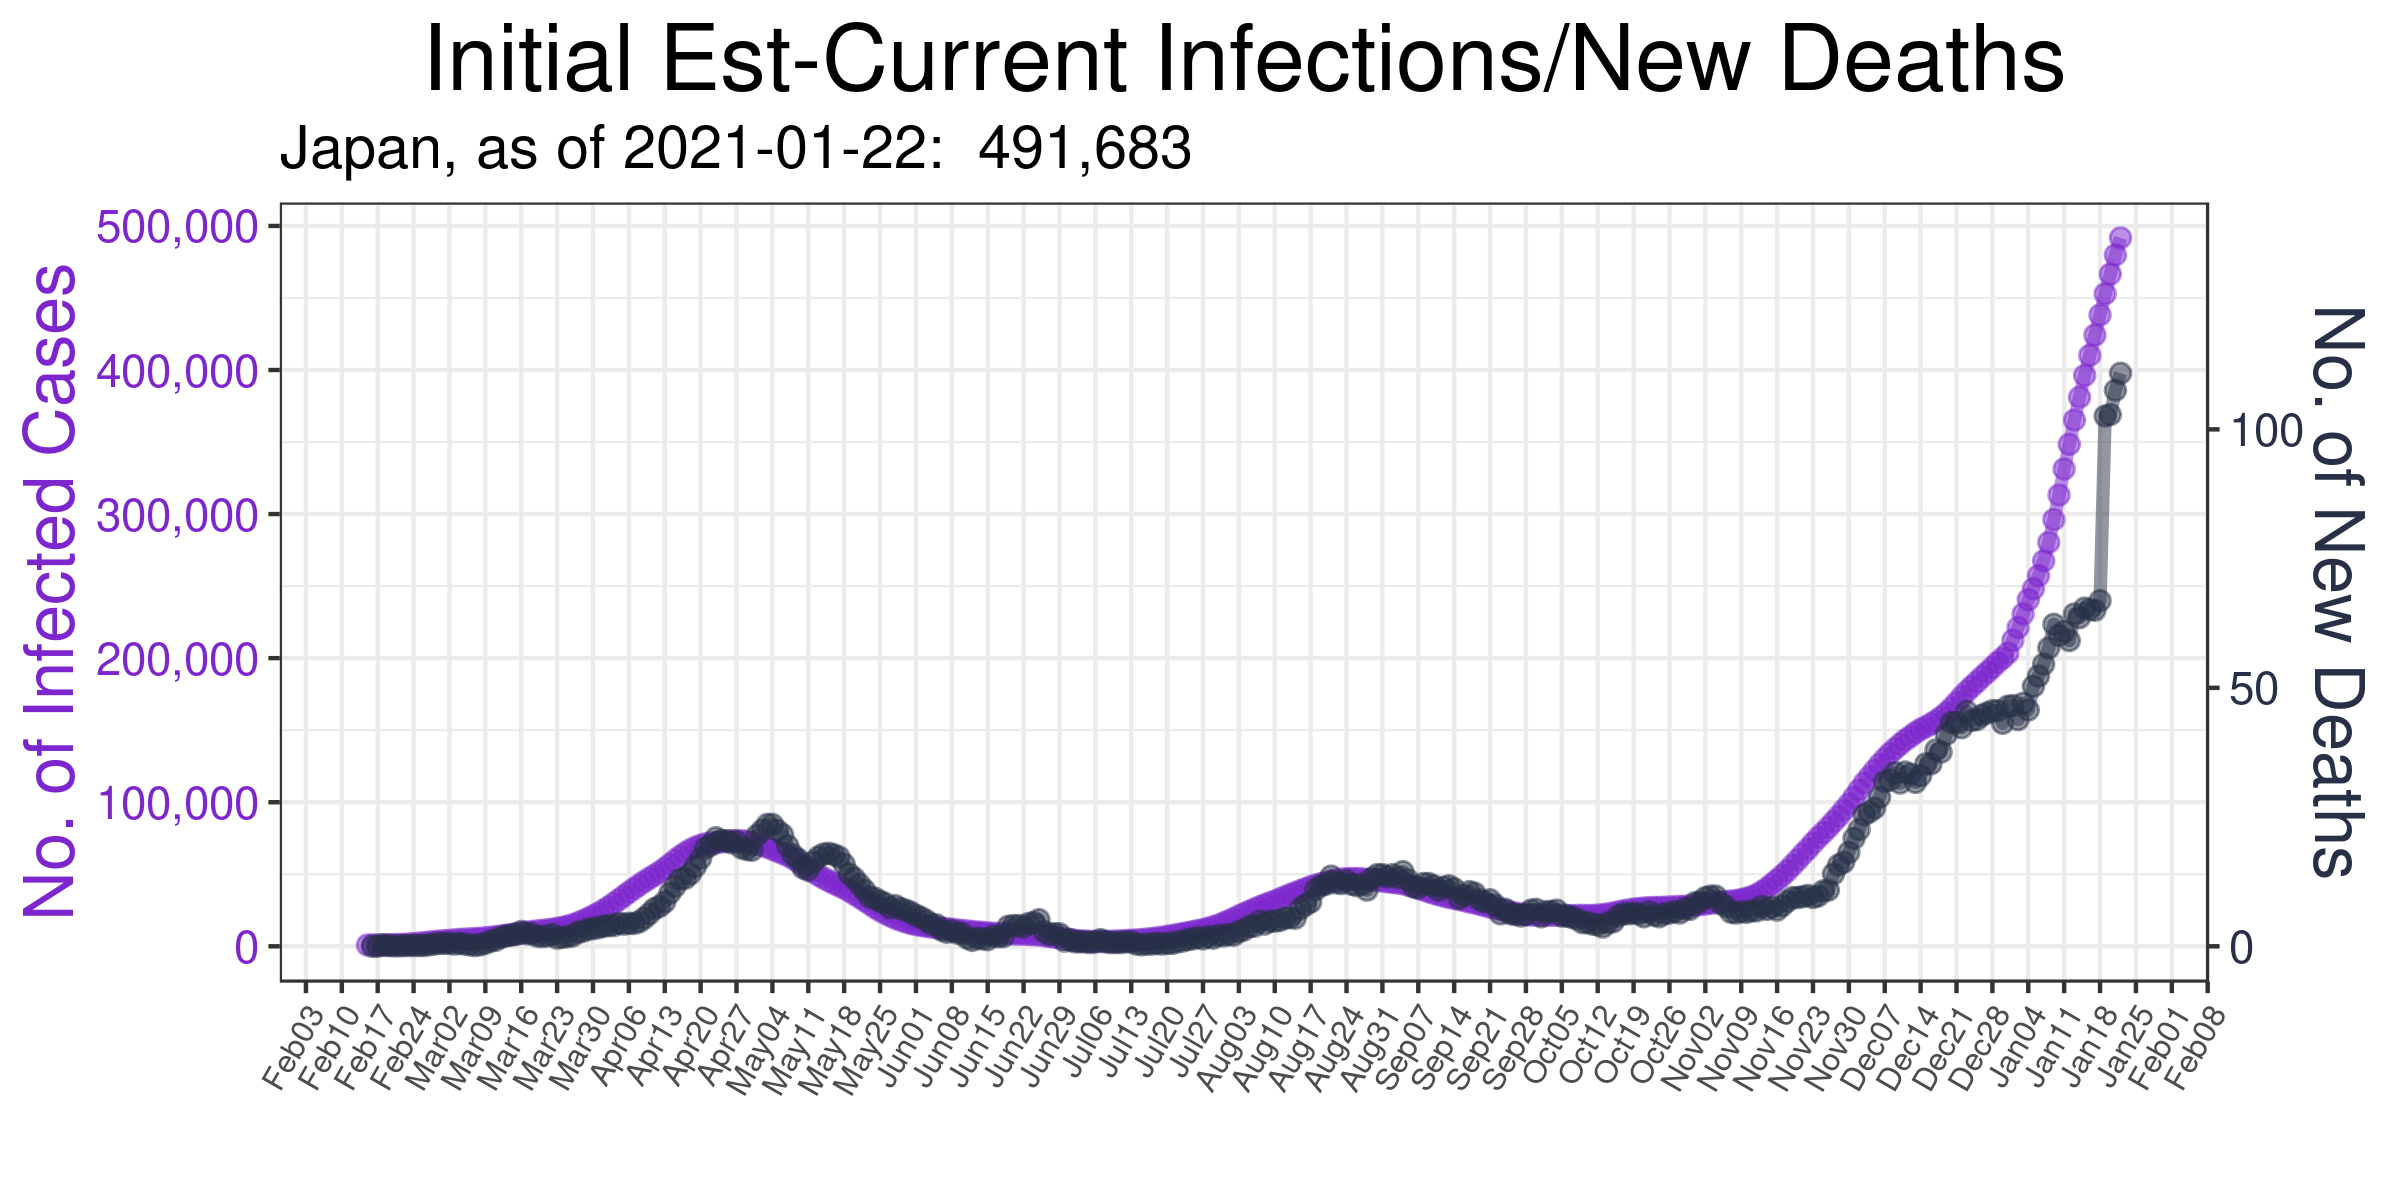 Initial Est-Current Infections/New Deaths
Japan, as of 2021-01-22:  491,683
No. of Infected Cases
500,000
400,000
300,000
200,000
100,000
0
No. of New Deaths
100
50
0
Feb03
Feb10
Feb17
Feb24
Mar02
Mar09
Mar16
Mar23
Mar30
Apr06
Apr13
Apr20
Apr27
May04
May11
May18
May25
Jun01
Jun08
Jun15
Jun22
Jun29
Jul06
Jul13
Jul20
Jul27
Aug03
Aug10
Aug17
Aug24
Aug31
Sep07
Sep14
Sep21
Sep28
Oct05
Oct12
Oct19
Oct26
Nov02
Nov09
Nov16
Nov23
Nov30
Dec07
Dec14
Dec21
Dec28
Jan04
Jan11
Jan18
Jan25
Feb01
Feb08